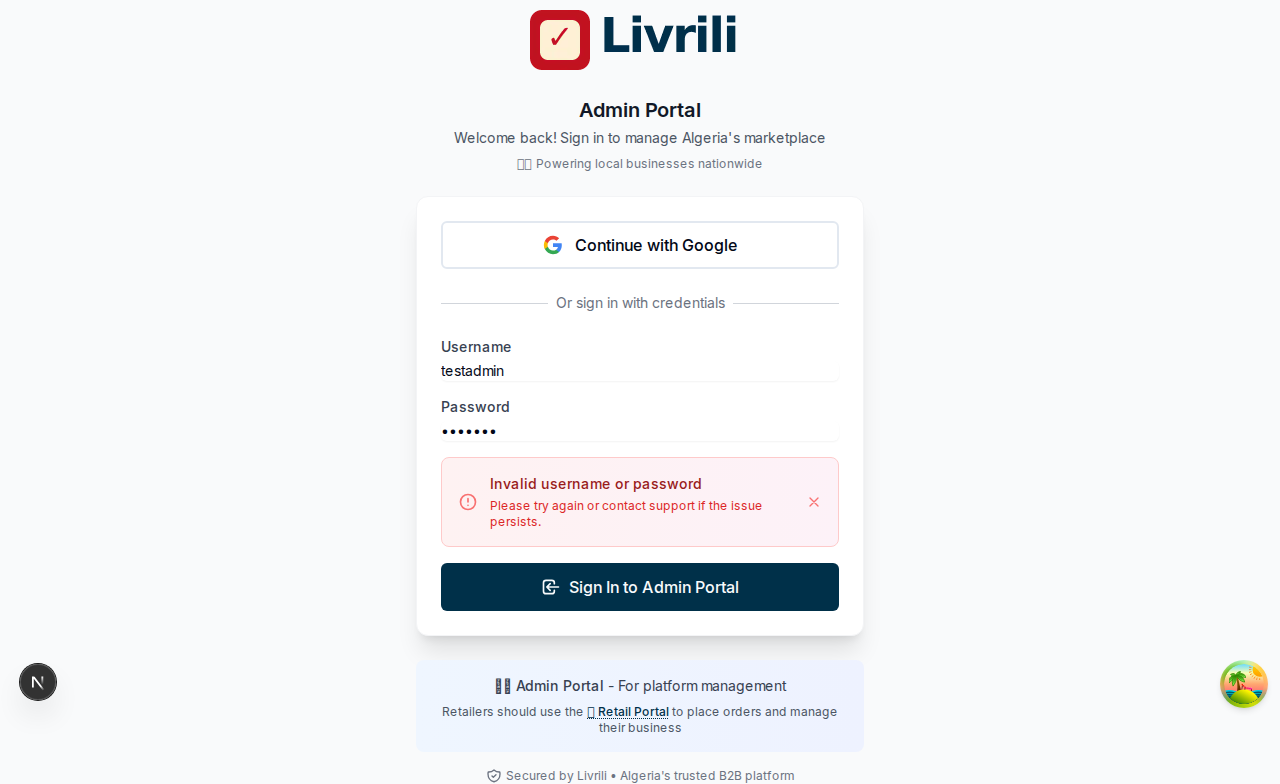 ✓ Livrili
Admin Portal
Welcome back! Sign in to manage Algeria's marketplace
Powering local businesses nationwide
Continue with Google
Or sign in with credentials
Username
testadmin
Password
•••••••
Invalid username or password
Please try again or contact support if the issue
persists.
Sign In to Admin Portal
N
Admin Portal - For platform management
Retailers should use the Retail Portal to place orders and manage
their business
Secured by Livrili • Algeria's trusted B2B platform